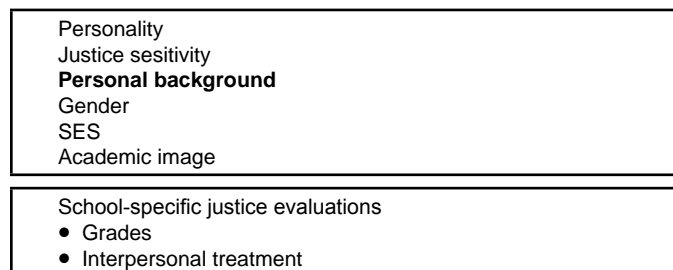 Personality
Justice sesitivity
Personal background
Gender
SES
Academic image
School-specific justice evaluations
● Grades
● Interpersonal treatment